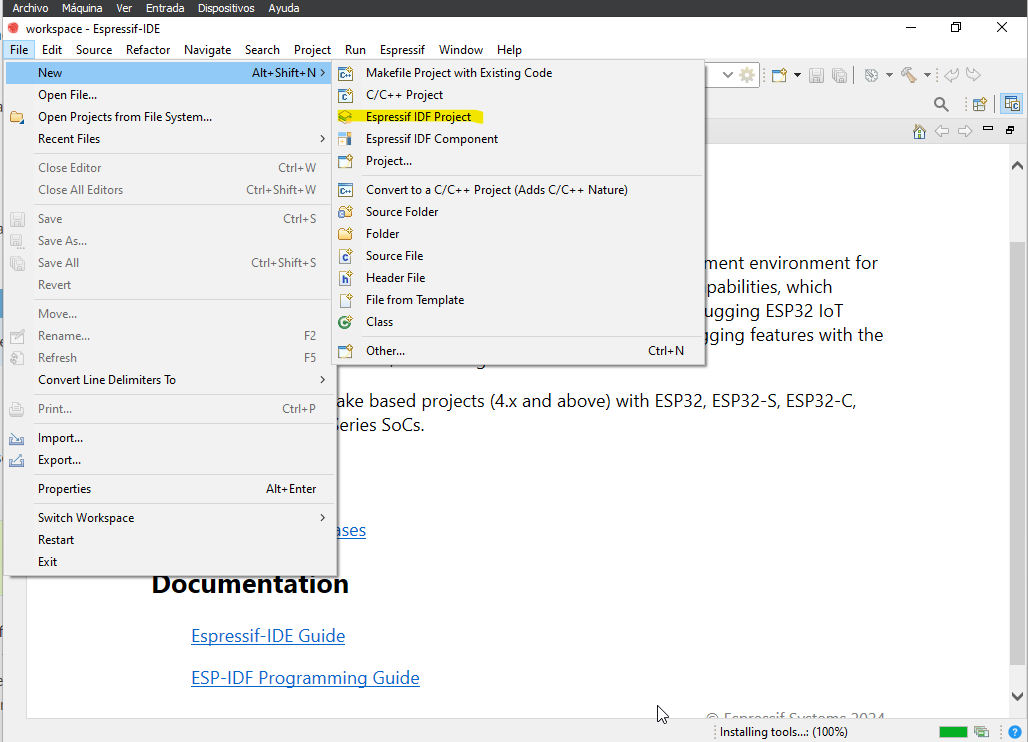 Archivo Máquina Ver Entrada Dispositivos Ayuda
workspace - Espressif-IDE
File Edit Source Refactor Navigate Search Project Run Espressif Window Help
New Alt+Shift+N >
Open File...
Open Projects from File System...
Recent Files >
Close Editor Ctrl+W
Close All Editors Ctrl+Shift+W
Save Ctrl+S
Save As...
Save All Ctrl+Shift+S
Revert
Move...
Rename... F2
Refresh F5
Convert Line Delimiters To >
Print... Ctrl+P
Import...
Export...
Properties Alt+Enter
Switch Workspace >
Restart
Exit
Makefile Project with Existing Code
C/C++ Project
Espressif IDF Project
Espressif IDF Component
Project...
Convert to a C/C++ Project (Adds C/C++ Nature)
Source Folder
Folder
Source File
Header File
File from Template
Class
Other... Ctrl+N
ment environment for
pabilities, which
ugging ESP32 IoT
gging features with the
ake based projects (4.x and above) with ESP32, ESP32-S, ESP32-C,
Series SoCs.
ases
Documentation
Espressif-IDE Guide
ESP-IDF Programming Guide
© Espressif Systems 2024
Installing tools...: (100%)